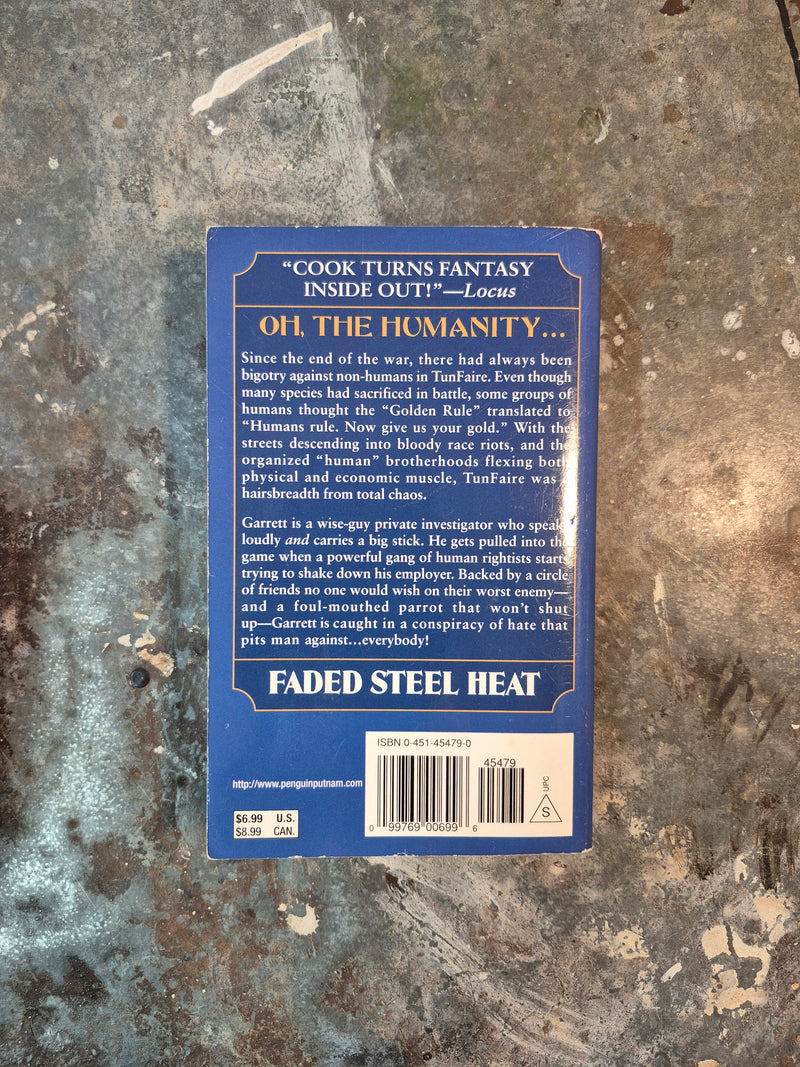 “COOK TURNS FANTASY
INSIDE OUT!”—Locus
OH, THE HUMANITY...
Since the end of the war, there had always been
bigotry against non-humans in TunFaire. Even though
many species had sacrificed in battle, some groups of
humans thought the “Golden Rule” translated to
“Humans rule. Now give us your gold.” With the
streets descending into bloody race riots, and the
organized “human” brotherhoods flexing both
physical and economic muscle, TunFaire was
hairsbreadth from total chaos.
Garrett is a wise-guy private investigator who speaks
loudly and carries a big stick. He gets pulled into the
game when a powerful gang of human rightists starts
trying to shake down his employer. Backed by a circle
of friends no one would wish on their worst enemy—
and a foul-mouthed parrot that won’t shut
up—Garrett is caught in a conspiracy of hate that
pits man against...everybody!
FADED STEEL HEAT
ISBN 0-451-45479-0
45479
http://www.penguinputnam.com
UPC
S
$6.99 U.S.
$8.99 CAN.
0 99769 00699 6